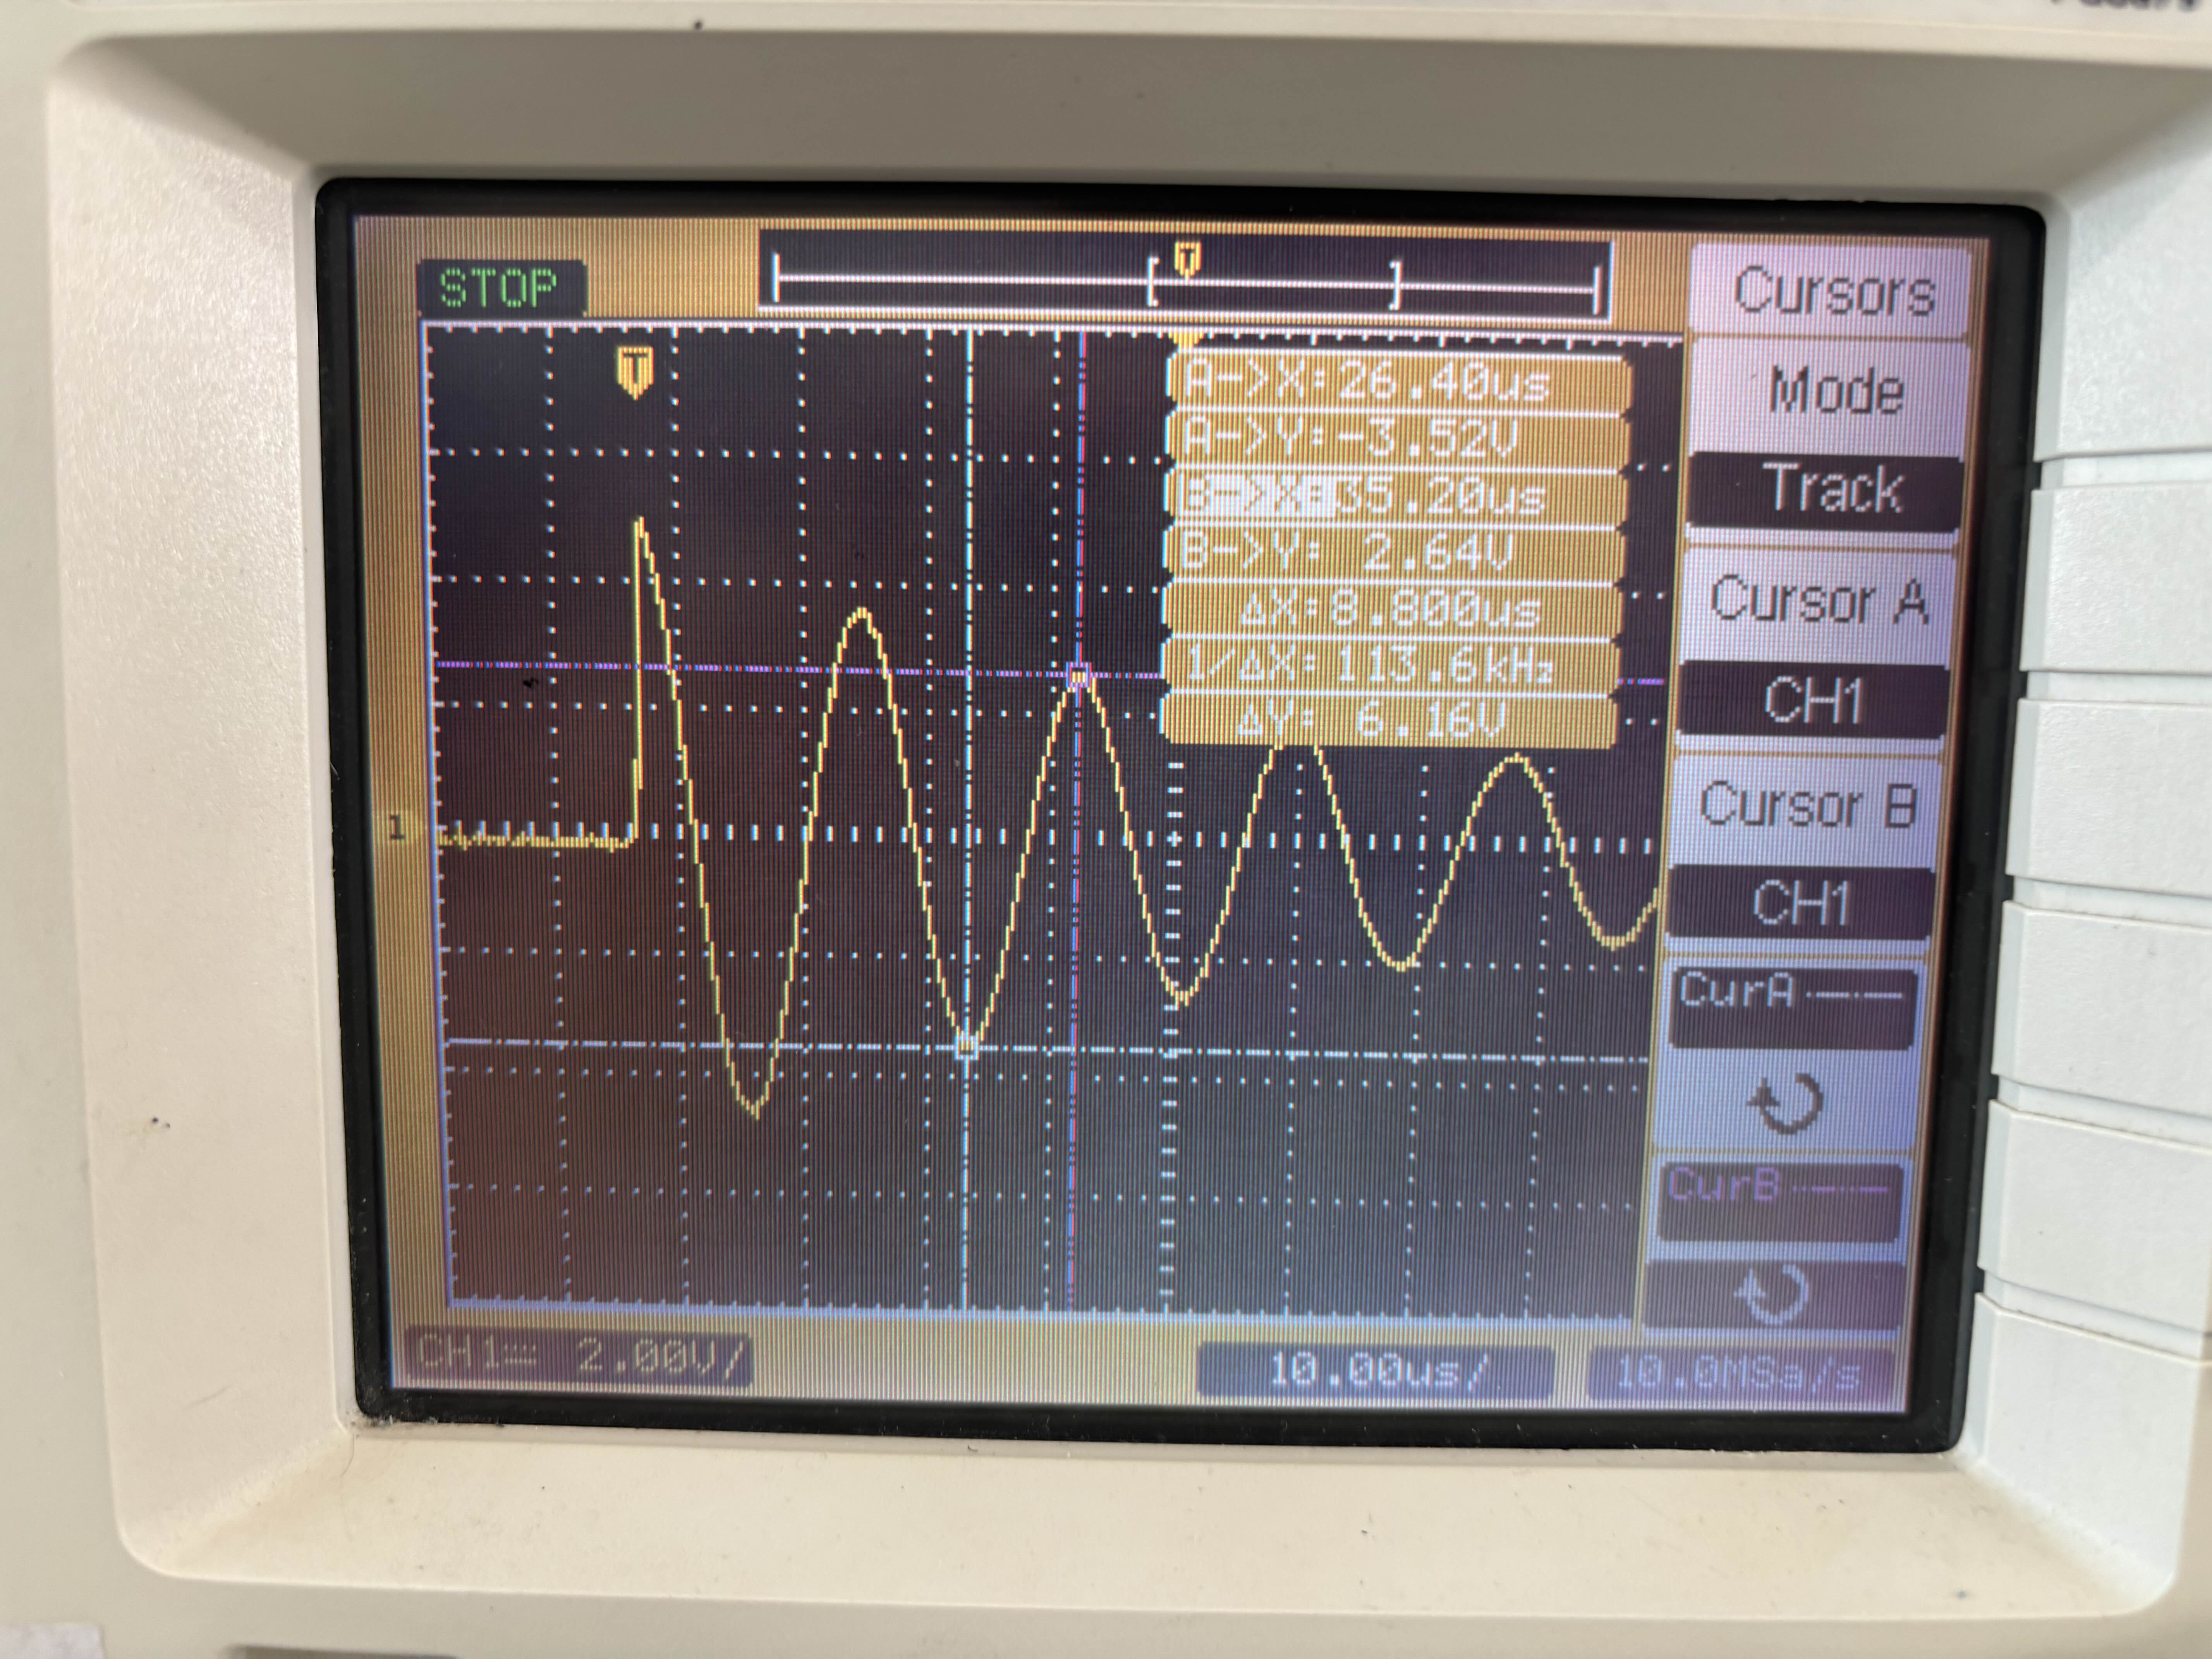 STOP
T
T
A->X:26.40us
A->Y:-3.52V
B->X:35.20us
B->Y: 2.64V
ΔX:8.800us
1/ΔX:113.6kHz
ΔY: 6.16V
1
Cursors
Mode
Track
Cursor A
CH1
Cursor B
CH1
CurA
CurB
CH1 2.00V/
10.00us/
10.0MSa/s